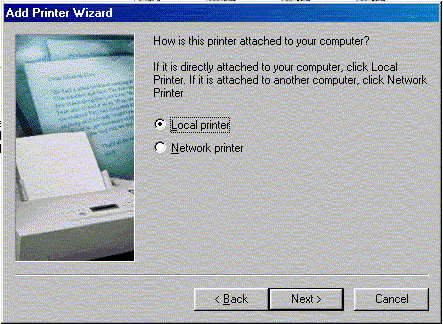 Add Printer Wizard
How is this printer attached to your computer?
If it is directly attached to your computer, click Local
Printer. If it is attached to another computer, click Network
Printer
Local printer
Network printer
< Back
Next >
Cancel